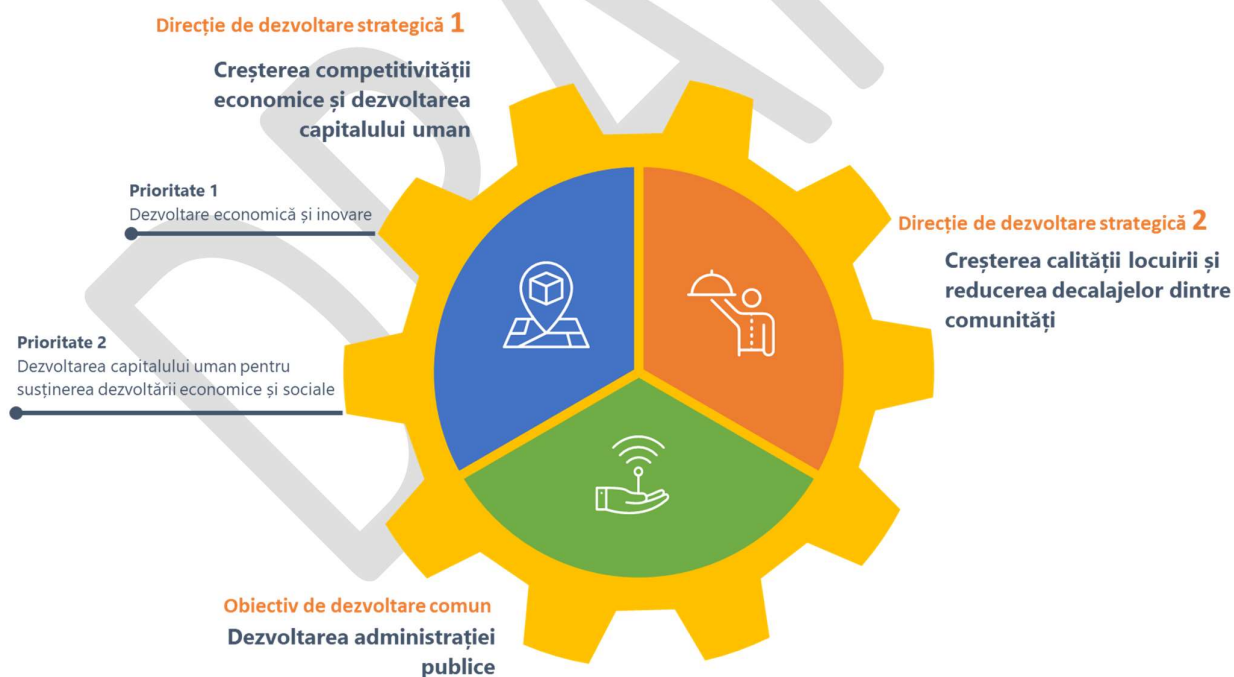 Direcție de dezvoltare strategică 1
Creșterea competitivității
economice și dezvoltarea
capitalului uman
Prioritate 1
Dezvoltare economică și inovare
Direcție de dezvoltare strategică 2
Creșterea calității locuirii și
reducerea decalajelor dintre
comunități
Prioritate 2
Dezvoltarea capitalului uman pentru
susținerea dezvoltării economice și sociale
Obiectiv de dezvoltare comun
Dezvoltarea administrației
publice